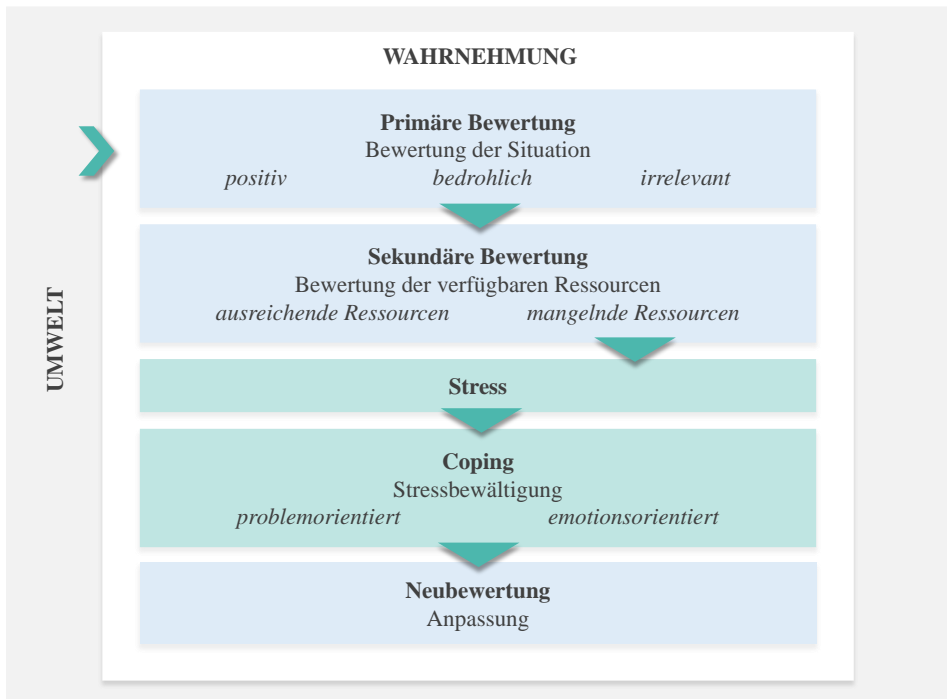 WAHRNEHMUNG
Primäre Bewertung
Bewertung der Situation
positiv bedrohlich irrelevant
Sekundäre Bewertung
Bewertung der verfügbaren Ressourcen
ausreichende Ressourcen mangelnde Ressourcen
UMWELT
Stress
Coping
Stressbewältigung
problemorientiert emotionsorientiert
Neubewertung
Anpassung